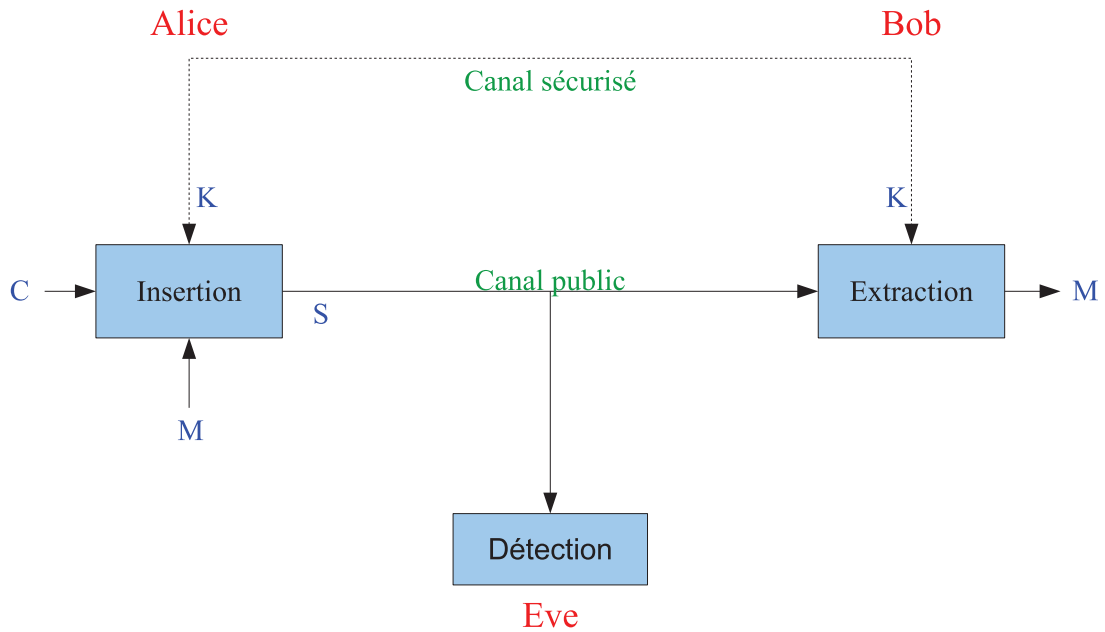 Alice
Bob
Canal sécurisé
K
K
C
Insertion
Canal public
Extraction
M
S
M
Détection
Eve